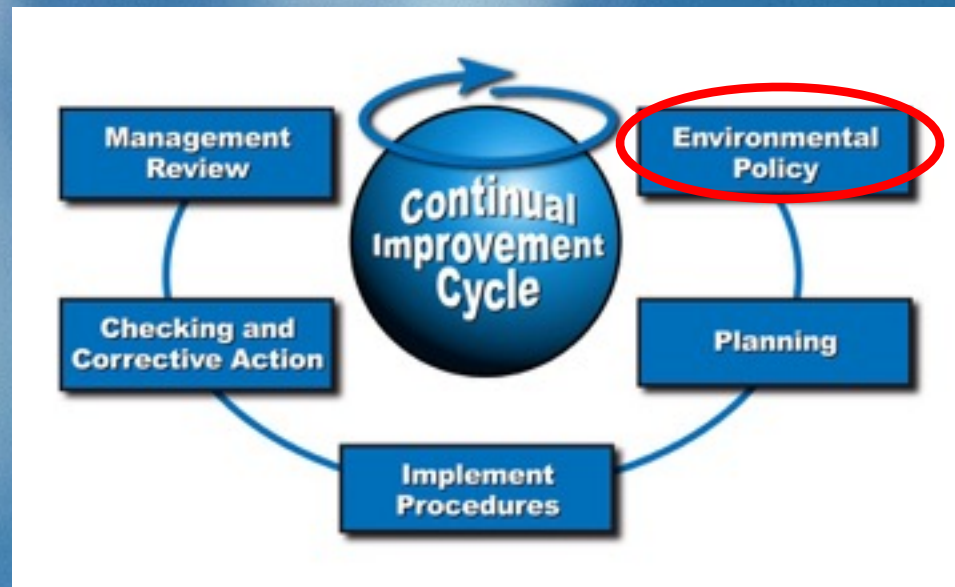 Management
Review
Continual
Improvement
Cycle
Environmental
Policy
Checking and
Corrective Action
Planning
Implement
Procedures